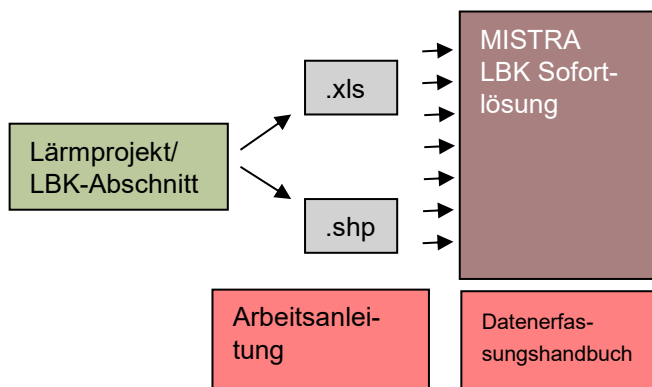 MISTRA
LBK Sofort-
lösung
.xls
Lärmprojekt/
LBK-Abschnitt
.shp
Arbeitsanlei-
tung
Datenerfas-
sungshandbuch